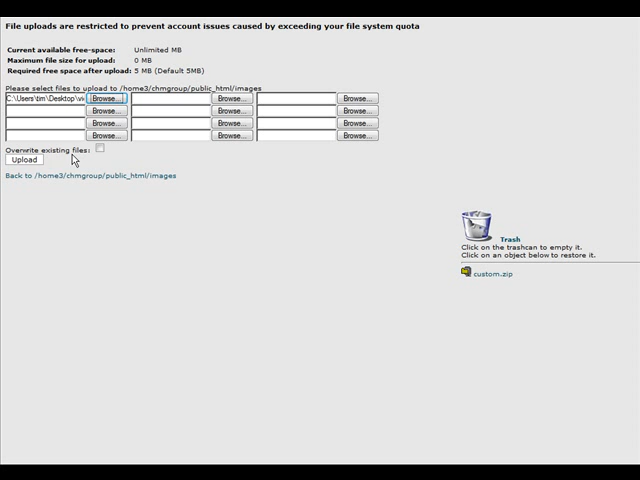 File uploads are restricted to prevent account issues caused by exceeding your file system quota
Current available free-space: Unlimited MB
Maximum file size for upload: 0 MB
Required free space after upload: 5 MB (Default 5MB)
Please select files to upload to /home3/chmgroup/public_html/images
C:\Users\tim\Desktop\vi Browse... Browse... Browse...
Browse... Browse... Browse...
Browse... Browse... Browse...
Browse... Browse... Browse...
Overwrite existing files:
Upload
Back to /home3/chmgroup/public_html/images
Trash
Click on the trashcan to empty it.
Click on an object below to restore it.
custom.zip